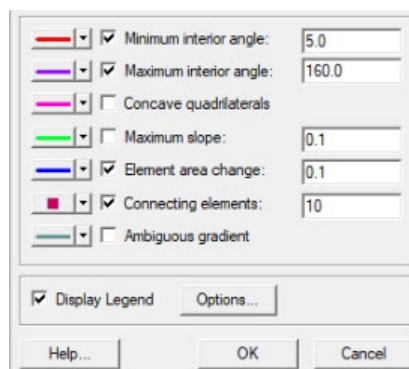 Minimum interior angle: 5.0
Maximum interior angle: 160.0
Concave quadrilaterals
Maximum slope: 0.1
Element area change: 0.1
Connecting elements: 10
Ambiguous gradient
Display Legend Options...
Help... OK Cancel